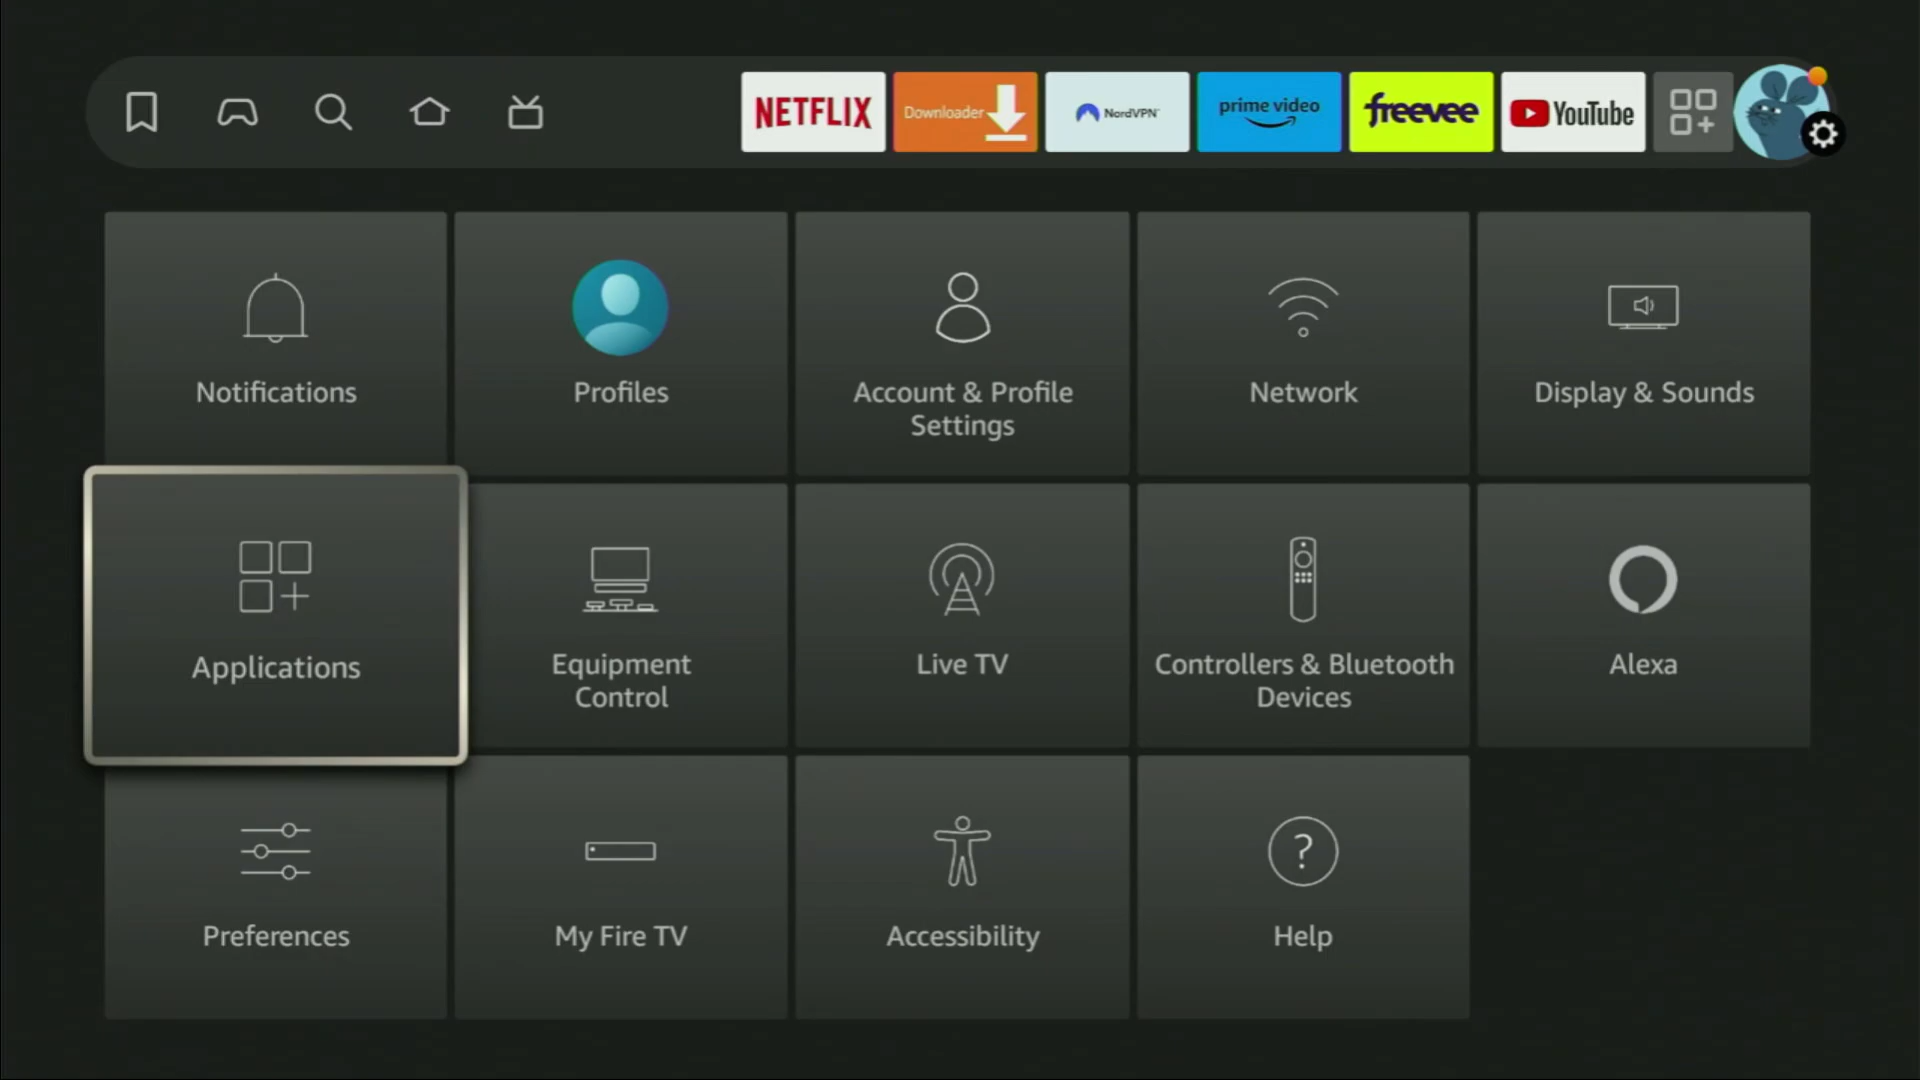 NETFLIX
Downloader
NordVPN
prime video
freevee
YouTube
Notifications
Profiles
Account & Profile
Settings
Network
Display & Sounds
Applications
Equipment
Control
Live TV
Controllers & Bluetooth
Devices
Alexa
Preferences
My Fire TV
Accessibility
?
Help